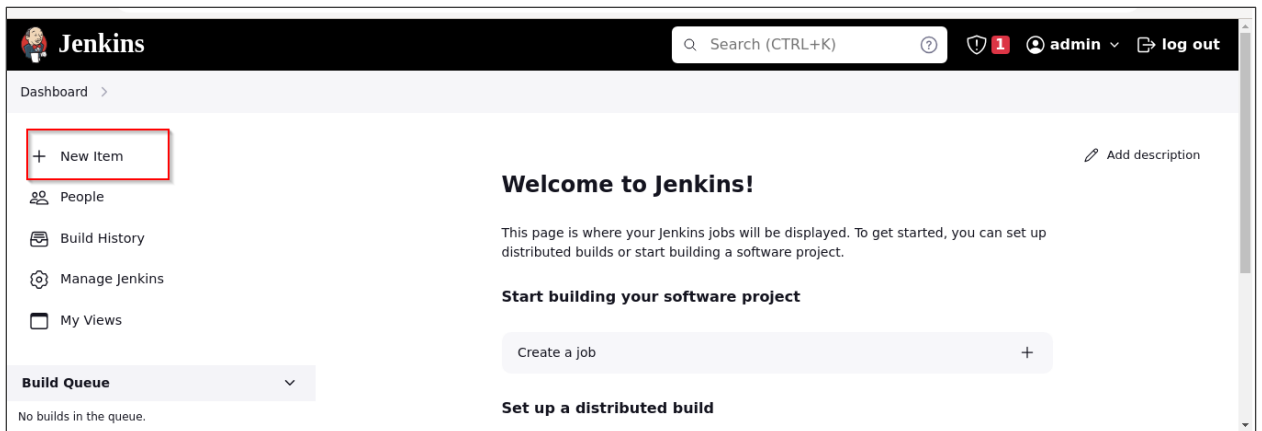 Jenkins
Search (CTRL+K)
1
admin
log out
Dashboard
New Item
Add description
People
Build History
Manage Jenkins
My Views
Build Queue
No builds in the queue.
Welcome to Jenkins!
This page is where your Jenkins jobs will be displayed. To get started, you can set up
distributed builds or start building a software project.
Start building your software project
Create a job
Set up a distributed build